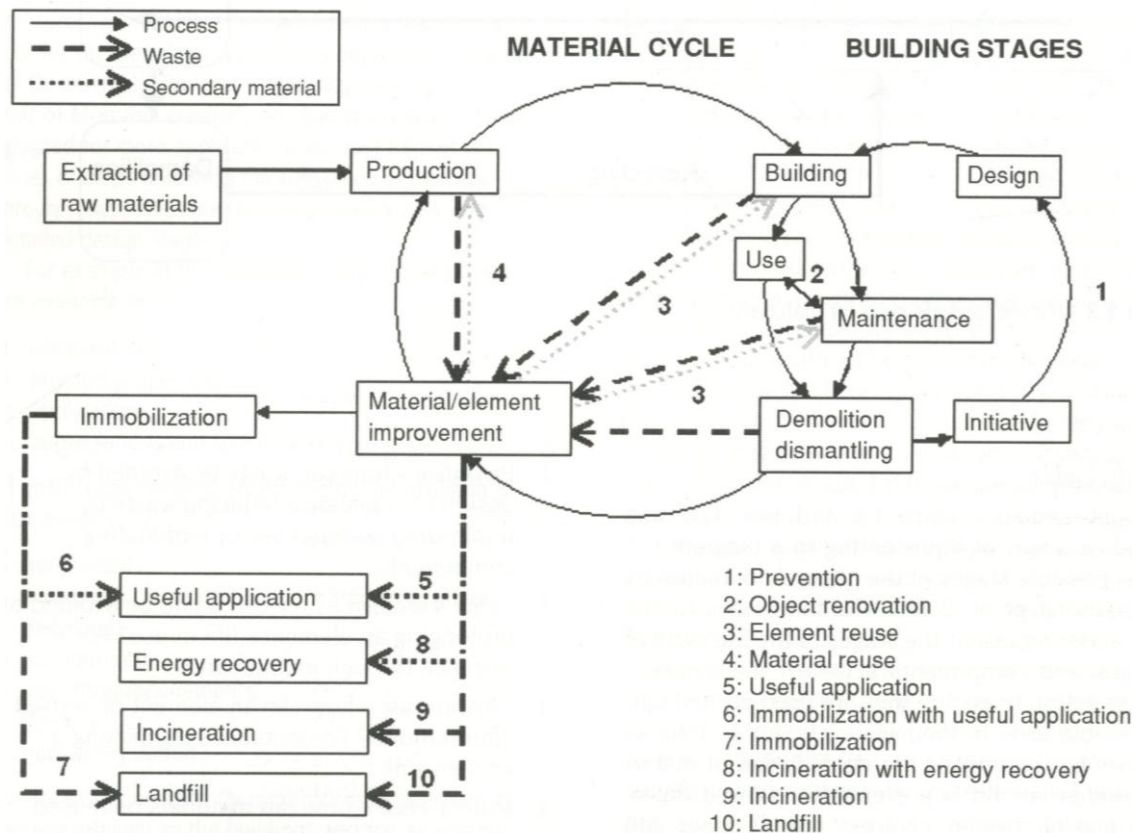 Process
Waste
Secondary material
MATERIAL CYCLE
BUILDING STAGES
Extraction of
raw materials
Production
Building
Design
Use
2
4
3
1
Maintenance
3
Immobilization
Material/element
improvement
Demolition
dismantling
Initiative
6
Useful application
5
Energy recovery
8
Incineration
9
7
Landfill
10
1: Prevention
2: Object renovation
3: Element reuse
4: Material reuse
5: Useful application
6: Immobilization with useful application
7: Immobilization
8: Incineration with energy recovery
9: Incineration
10: Landfill